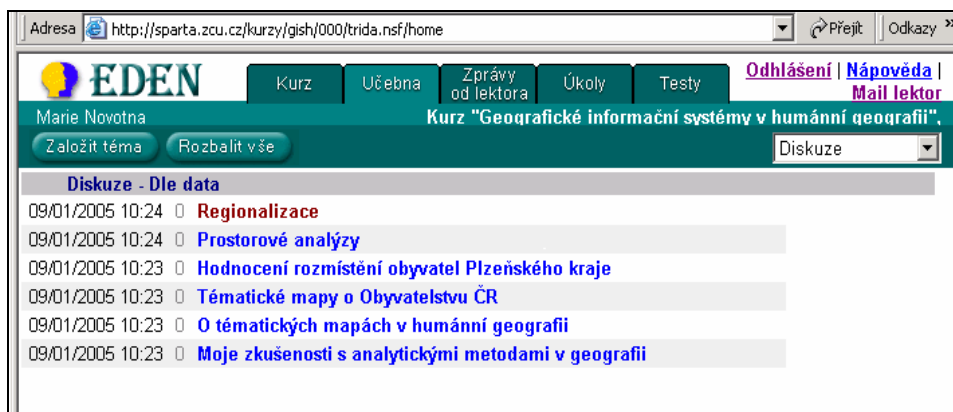 Adresa http://sparta.zcu.cz/kurzy/gish/000/trida.nsf/home Přejít Odkazy »
EDEN Kurz Učebna Zprávy od lektora Úkoly Testy Odhlášení | Nápověda |
Mail lektor
Marie Novotna Kurz "Geografické informační systémy v humánní geografii",
Založit téma Rozbalit vše Diskuze
Diskuze - Dle data
09/01/2005 10:24 0 Regionalizace
09/01/2005 10:24 0 Prostorové analýzy
09/01/2005 10:23 0 Hodnocení rozmístění obyvatel Plzeňského kraje
09/01/2005 10:23 0 Tématické mapy o Obyvatelstvu ČR
09/01/2005 10:23 0 O tématických mapách v humánní geografii
09/01/2005 10:23 0 Moje zkušenosti s analytickými metodami v geografii